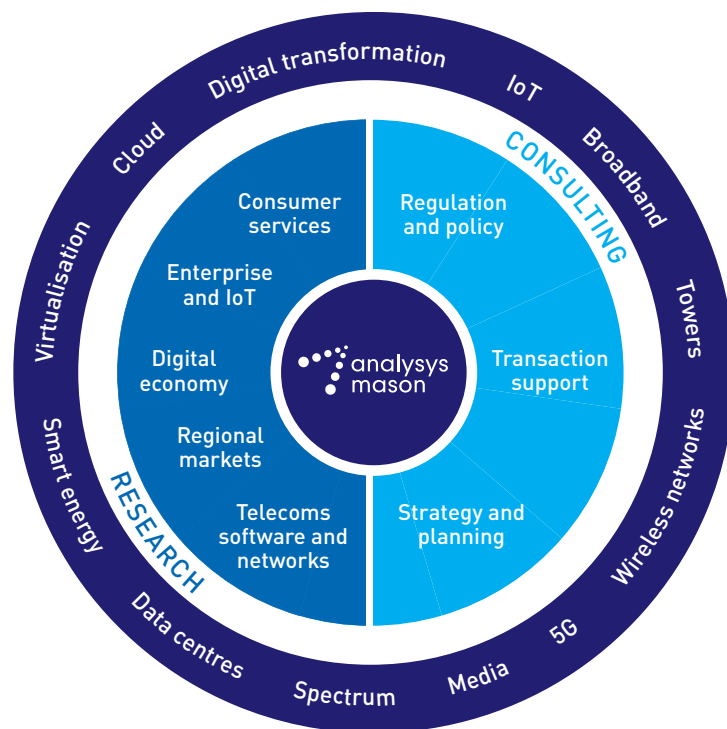 Digital transformation
IoT
Broadband
Towers
Wireless networks
5G
Media
Spectrum
Data centres
Smart energy
Virtualisation
Cloud
CONSULTING
RESEARCH
Consumer
services
Enterprise
and IoT
Digital
economy
Regional
markets
Telecoms
software and
networks
Regulation
and policy
Transaction
support
Strategy and
planning
analysys
mason